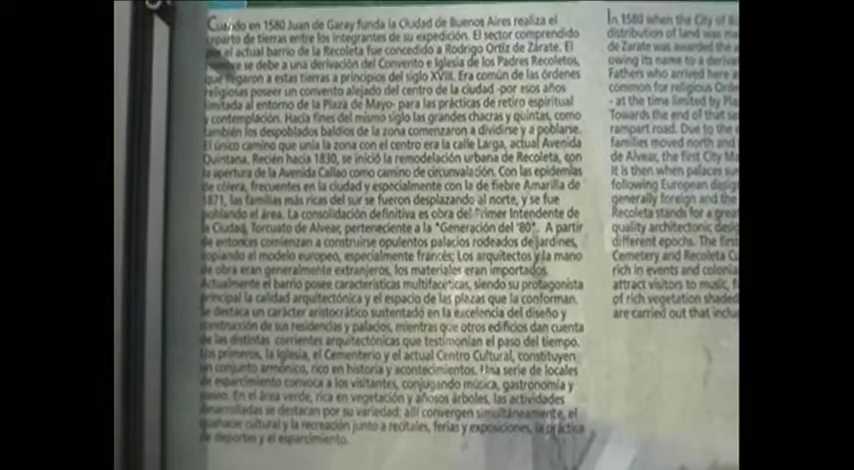 Cuando en 1580 Juan de Garay funda la Ciudad de Buenos Aires realiza el
reparto de tierras entre los integrantes de su expedición. El sector comprendido
por el actual barrio de la Recoleta fue concedido a Rodrigo Ortiz de Zárate. El
se debe a una derivación del Convento e Iglesia de los Padres Recoletos,
que llegaron a estas tierras a principios del siglo XVIII. Era común de las órdenes
religiosas poseer un convento alejado del centro de la ciudad -por esos años
limitada al entorno de la Plaza de Mayo- para las prácticas de retiro espiritual
y contemplación. Hacia fines del mismo siglo las grandes chacras y quintas, como
también los despoblados baldíos de la zona comenzaron a dividirse y a poblarse.
El único camino que unía la zona con el centro era la calle Larga, actual Avenida
Quintana. Recién hacia 1830, se inició la remodelación urbana de Recoleta, con
la apertura de la Avenida Callao como camino de circunvalación. Con las epidemias
de cólera, frecuentes en la ciudad y especialmente con la de fiebre Amarilla de
1871, las familias más ricas del sur se fueron desplazando al norte, y se fue
poblando el área. La consolidación definitiva es obra del Primer Intendente de
la Ciudad, Torcuato de Alvear, perteneciente a la "Generación del '80". A partir
de entonces comienzan a construirse opulentos palacios rodeados de jardines,
copiando el modelo europeo, especialmente francés; Los arquitectos y la mano
de obra eran generalmente extranjeros, los materiales eran importados.
Actualmente el barrio posee características multifacéticas, siendo su protagonista
principal la calidad arquitectónica y el espacio de las plazas que la conforman.
Se destaca un carácter aristocrático sustentado en la excelencia del diseño y
construcción de sus residencias y palacios, mientras que otros edificios dan cuenta
de las distintas corrientes arquitectónicas que testimonian el paso del tiempo.
Los primeros, la Iglesia, el Cementerio y el actual Centro Cultural, constituyen
un conjunto armónico, rico en historia y acontecimientos. Una serie de locales
de esparcimiento convoca a los visitantes, conjugando música, gastronomía y
paseo. En el área verde, rica en vegetación y añosos árboles, las actividades
desarrolladas se destacan por su variedad: allí convergen simultáneamente, el
quehacer cultural y la recreación junto a recitales, ferias y exposiciones, la práctica
de deportes y el esparcimiento.
In 1580 when the City of
distribution of land was
de Zarate was awarded the
owing its name to a
Fathers who arrived here
common for religious
- at the time limited by
Towards the end of that
rampart road. Due to the
families moved north and
de Alvear, the first City
It is then when palaces
following European
generally foreign and the
Recoleta stands for a great
quality architectonic
different epochs. The first
Cemetery and Recoleta
rich in events and
attract visitors to music,
of rich vegetation shaded
are carried out that